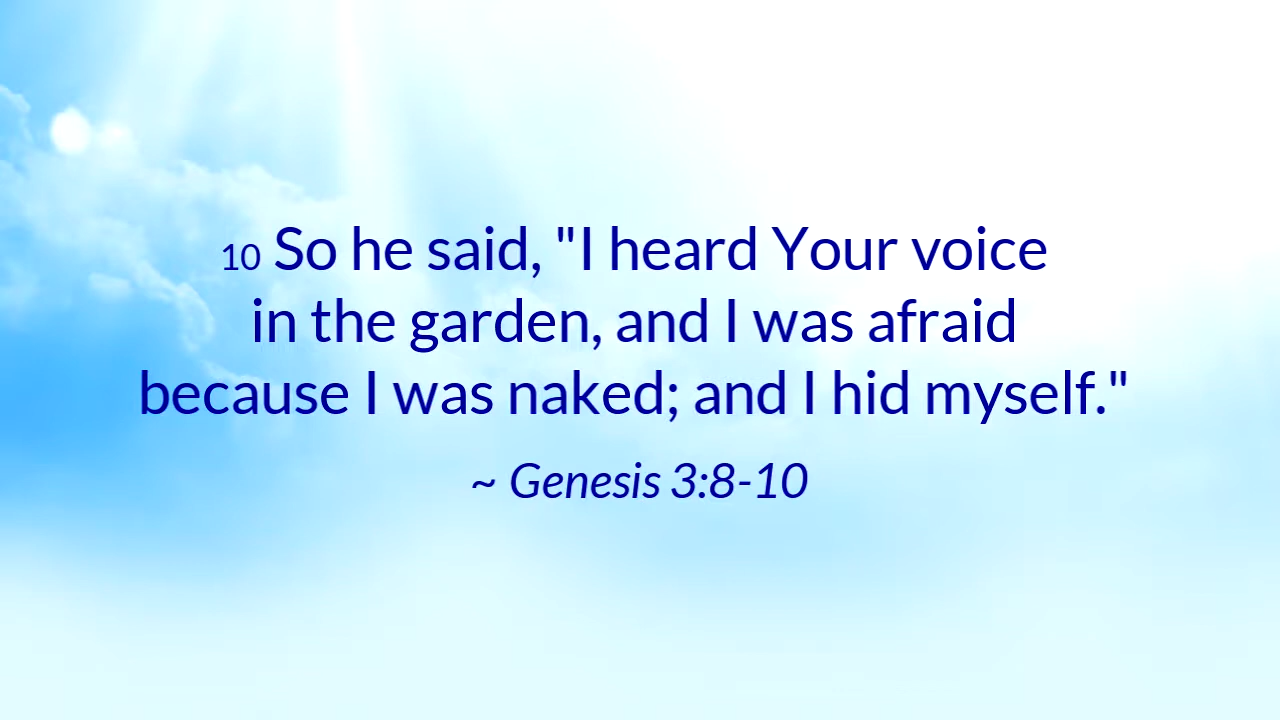 10 So he said, "I heard Your voice
in the garden, and I was afraid
because I was naked; and I hid myself."
~ Genesis 3:8-10